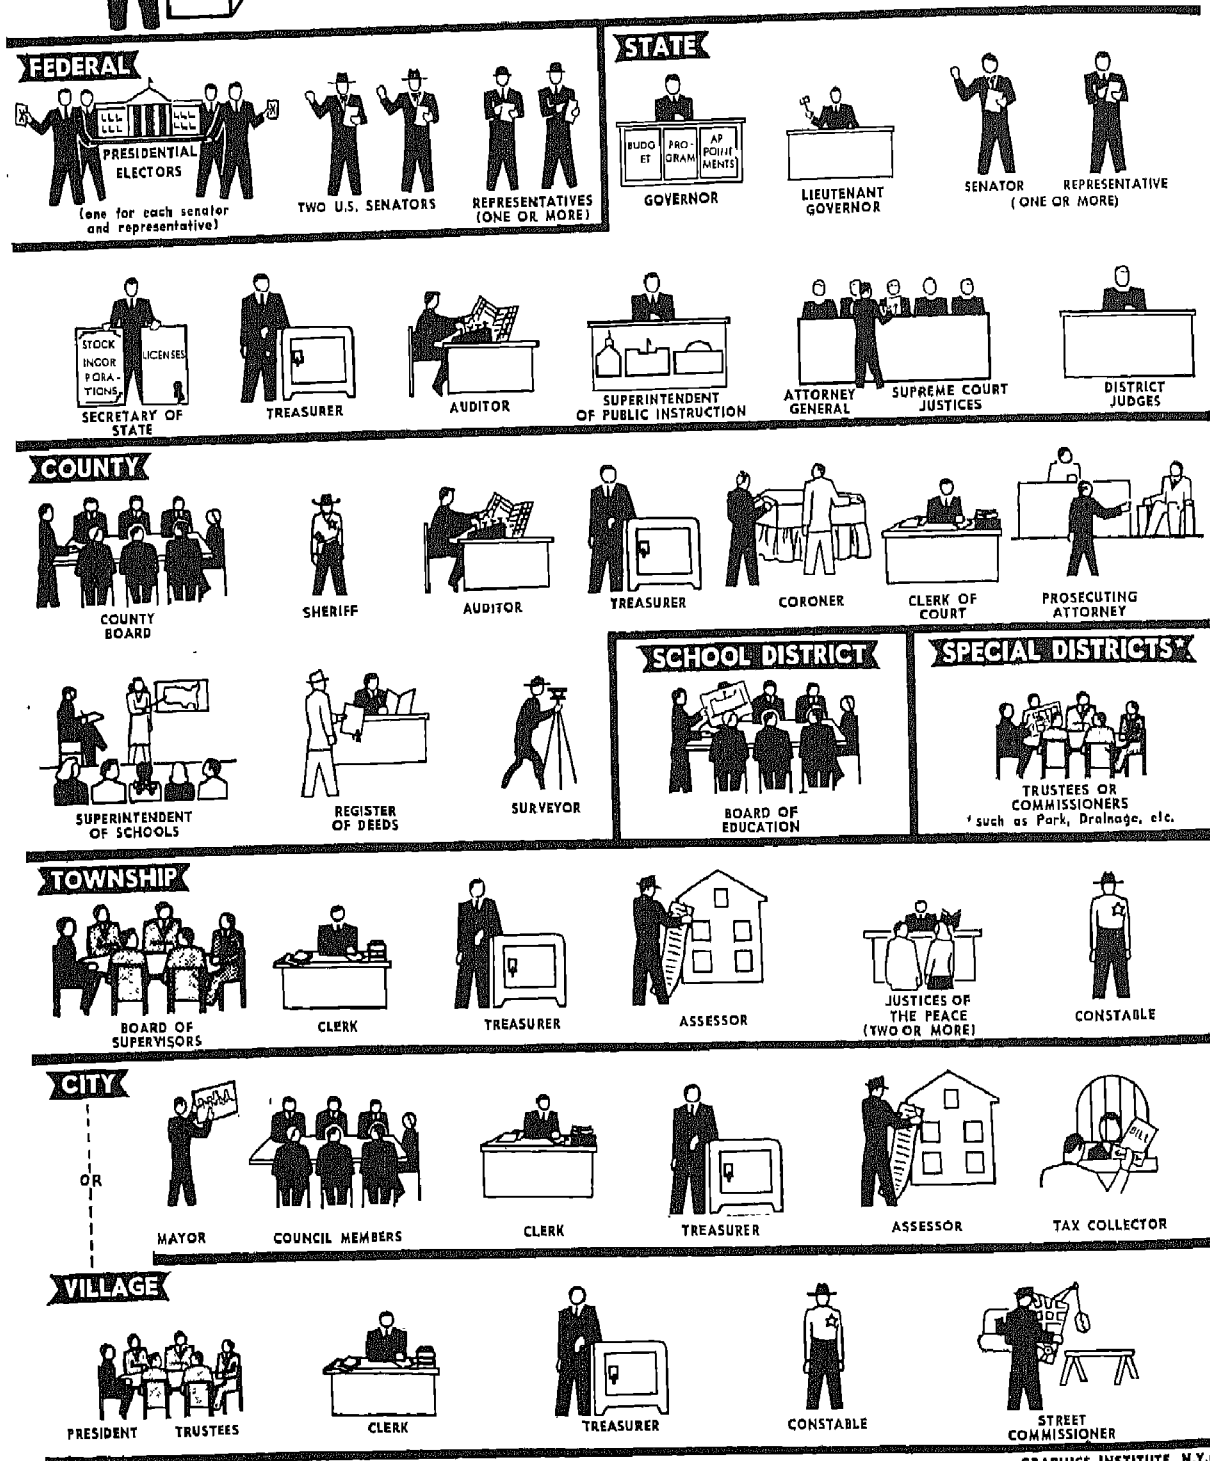 FEDERAL
PRESIDENTIAL
ELECTORS
(one for each senator
and representative)
TWO U.S. SENATORS
REPRESENTATIVES
(ONE OR MORE)
STATE
BUDG
ET
PRO-
GRAM
AP
POINT
MENTS
GOVERNOR
LIEUTENANT
GOVERNOR
SENATOR
REPRESENTATIVE
(ONE OR MORE)
STOCK
INCOR
PORA-
TIONS
LICENSES
SECRETARY OF
STATE
TREASURER
AUDITOR
SUPERINTENDENT
OF PUBLIC INSTRUCTION
ATTORNEY
GENERAL
SUPREME COURT
JUSTICES
DISTRICT
JUDGES
COUNTY
COUNTY
BOARD
SHERIFF
AUDITOR
TREASURER
CORONER
CLERK OF
COURT
PROSECUTING
ATTORNEY
SUPERINTENDENT
OF SCHOOLS
REGISTER
OF DEEDS
SURVEYOR
SCHOOL DISTRICT
BOARD OF
EDUCATION
SPECIAL DISTRICTS*
TRUSTEES OR
COMMISSIONERS
* such as Park, Drainage, etc.
TOWNSHIP
BOARD OF
SUPERVISORS
CLERK
TREASURER
ASSESSOR
JUSTICES OF
THE PEACE
(TWO OR MORE)
CONSTABLE
CITY
OR
MAYOR
COUNCIL MEMBERS
CLERK
TREASURER
ASSESSOR
BILL
TAX COLLECTOR
VILLAGE
PRESIDENT
TRUSTEES
CLERK
TREASURER
CONSTABLE
STREET
COMMISSIONER
GRAPHICS INSTITUTE, N.Y.